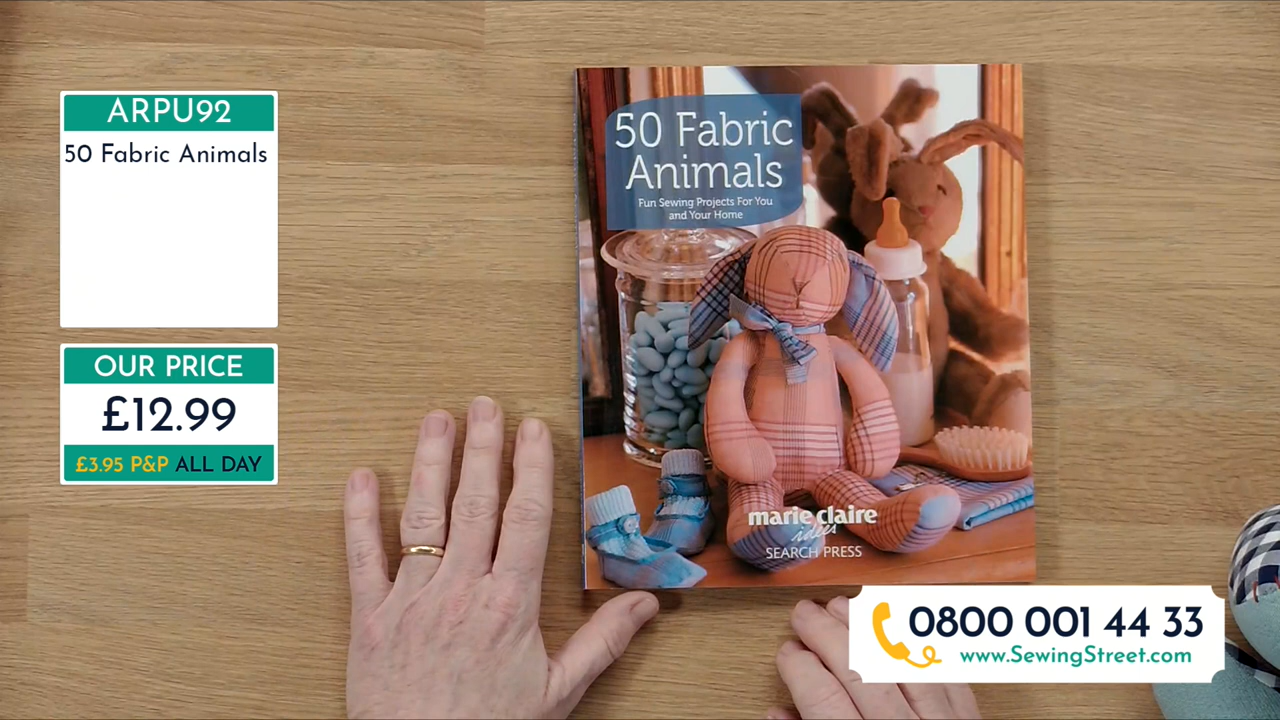 ARPU92
50 Fabric Animals
OUR PRICE
£12.99
£3.95 P&P ALL DAY
50 Fabric
Animals
Fun Sewing Projects For You
and Your Home
marie claire
idées
SEARCH PRESS
0800 001 44 33
www.SewingStreet.com